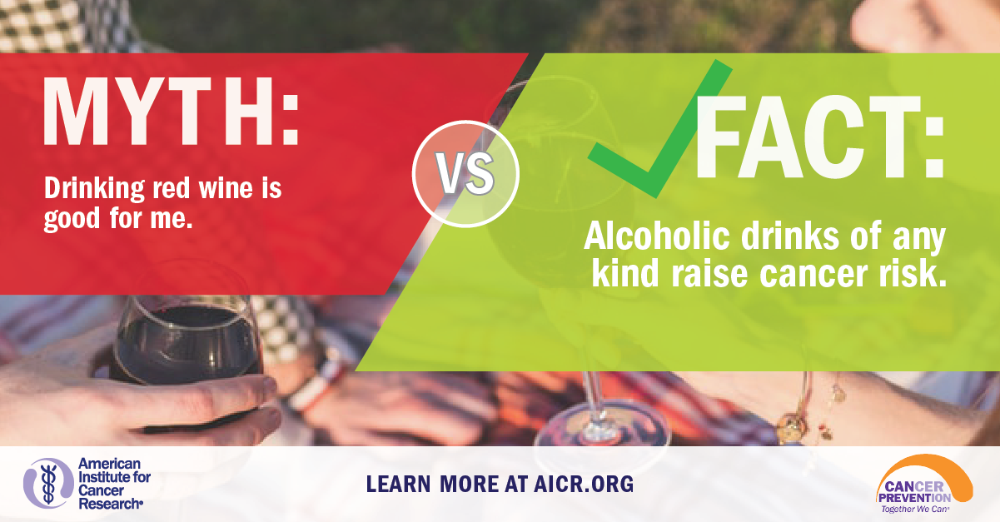 MYTH:
Drinking red wine is
good for me.
VS
FACT:
Alcoholic drinks of any
kind raise cancer risk.
American
Institute for
Cancer
Research®
LEARN MORE AT AICR.ORG
CANCER
PREVENTION
Together We Can®